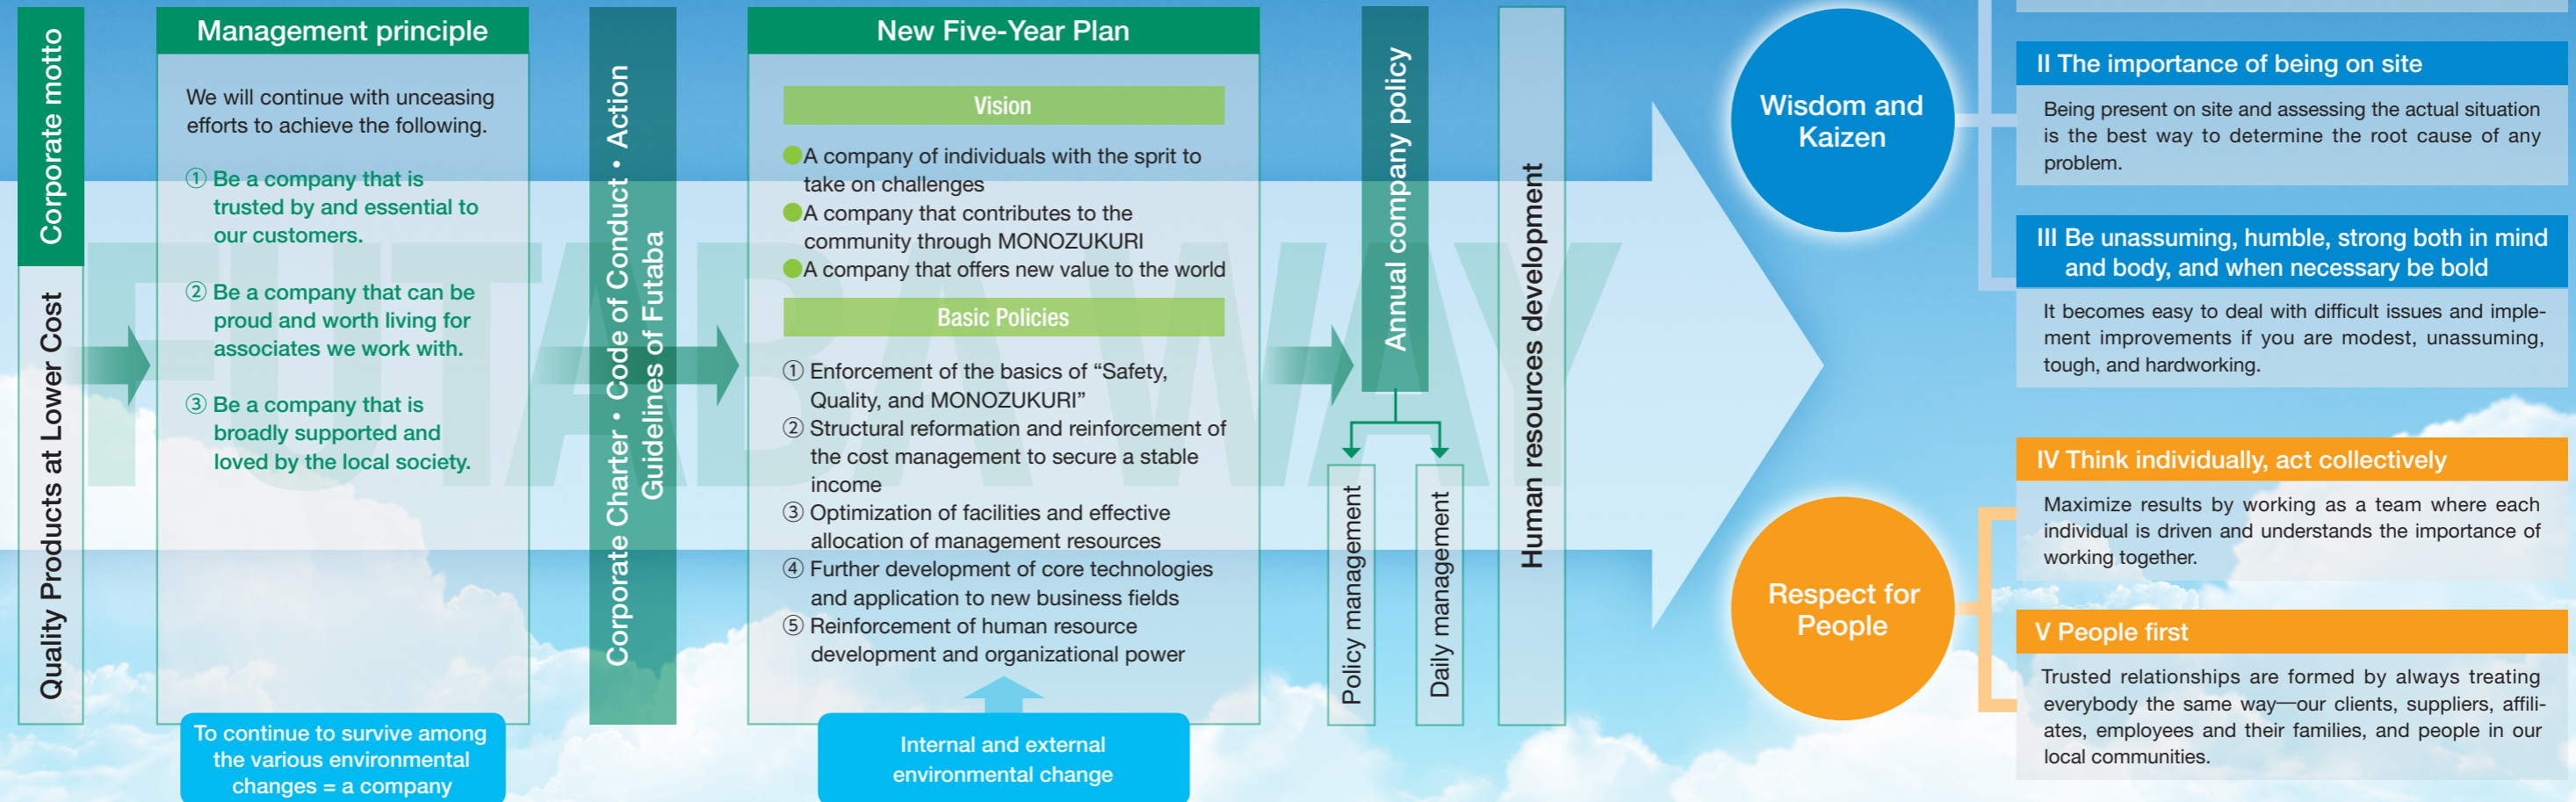 Corporate motto
Quality Products at Lower Cost
Management principle
We will continue with unceasing
efforts to achieve the following.
① Be a company that is
trusted by and essential to
our customers.
② Be a company that can be
proud and worth living for
associates we work with.
③ Be a company that is
broadly supported and
loved by the local society.
To continue to survive among
the various environmental
changes = a company
Corporate Charter・Code of Conduct・Action
Guidelines of Futaba
New Five-Year Plan
Vision
●A company of individuals with the sprit to
take on challenges
●A company that contributes to the
community through MONOZUKURI
●A company that offers new value to the world
Basic Policies
① Enforcement of the basics of “Safety,
Quality, and MONOZUKURI”
② Structural reformation and reinforcement of
the cost management to secure a stable
income
③ Optimization of facilities and effective
allocation of management resources
④ Further development of core technologies
and application to new business fields
⑤ Reinforcement of human resource
development and organizational power
Internal and external
environmental change
Annual company policy
Policy management
Daily management
Human resources development
FUTABA WAY
Wisdom and
Kaizen
II The importance of being on site
Being present on site and assessing the actual situation
is the best way to determine the root cause of any
problem.
III Be unassuming, humble, strong both in mind
and body, and when necessary be bold
It becomes easy to deal with difficult issues and imple-
ment improvements if you are modest, unassuming,
tough, and hardworking.
Respect for
People
IV Think individually, act collectively
Maximize results by working as a team where each
individual is driven and understands the importance of
working together.
V People first
Trusted relationships are formed by always treating
everybody the same way—our clients, suppliers, affili-
ates, employees and their families, and people in our
local communities.